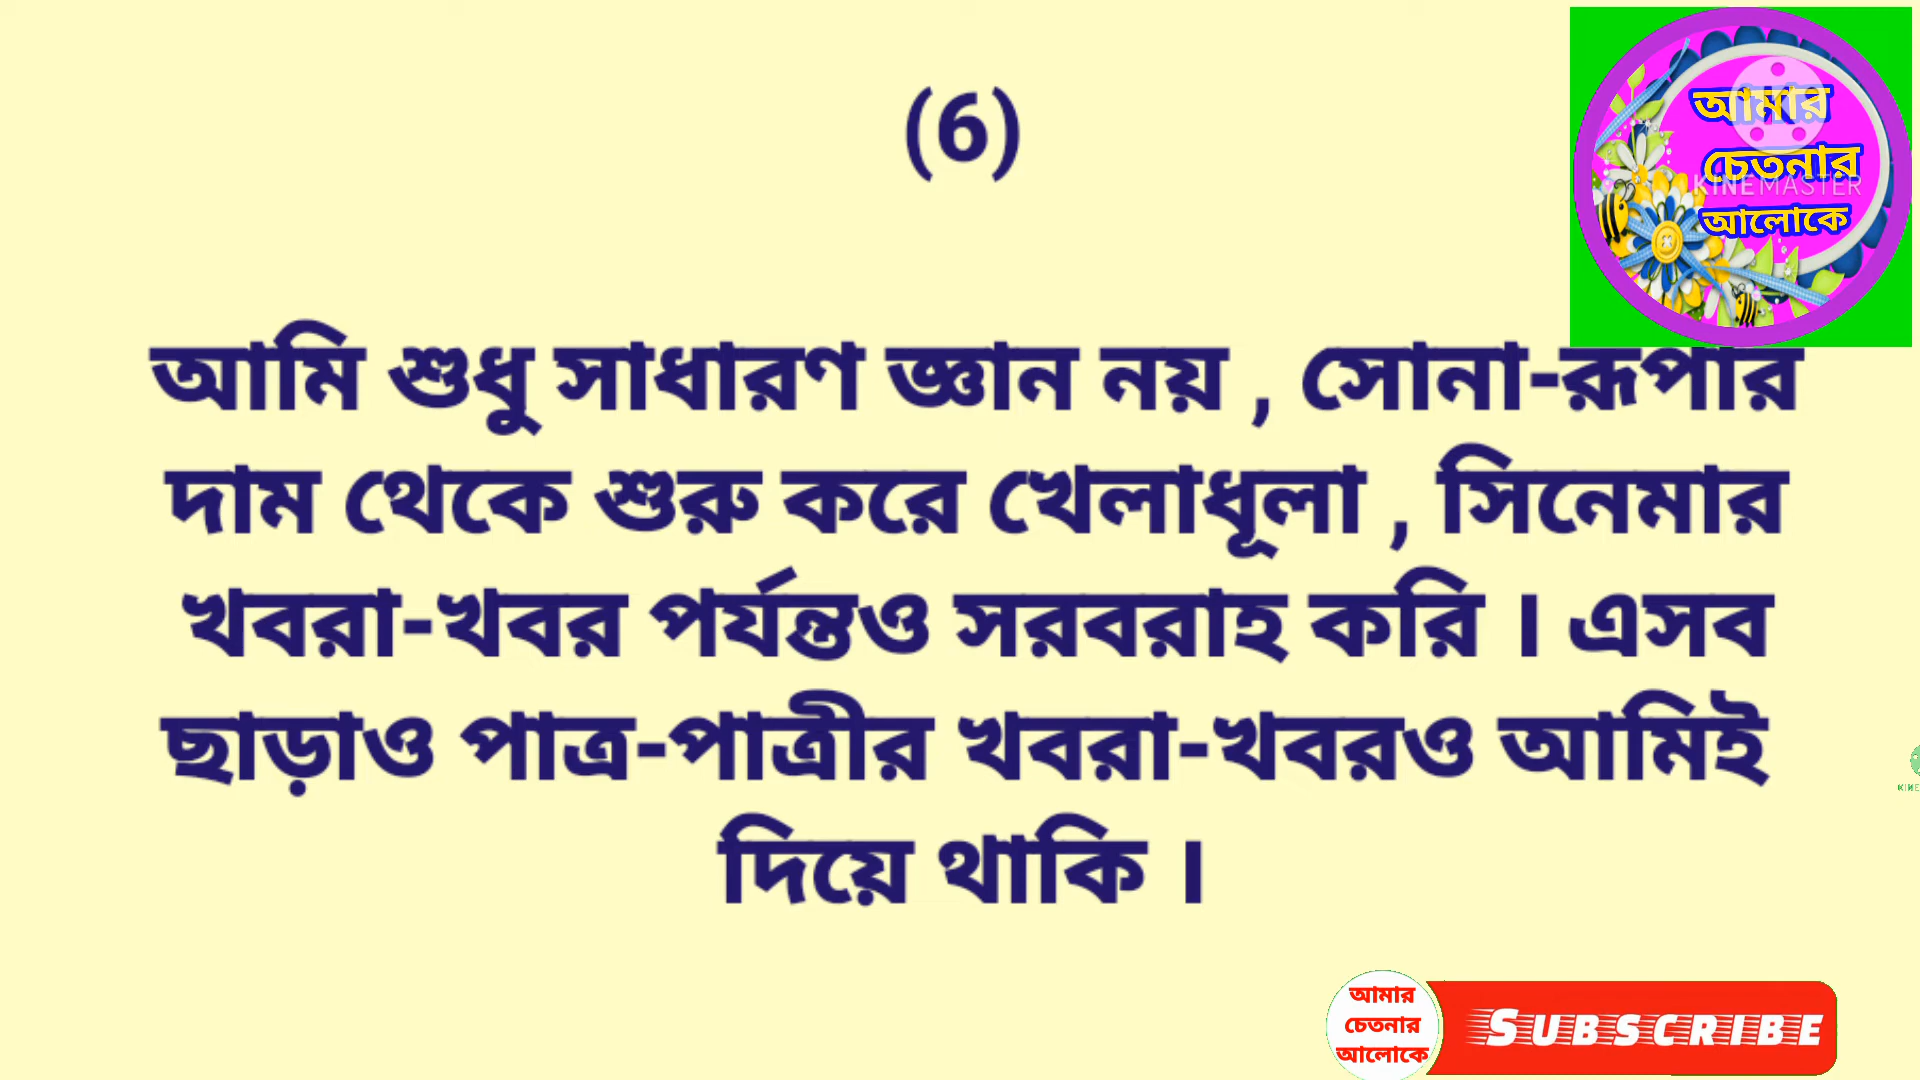 (6)
আমার
চেতনার
আলোকে
KINEMASTER
আমি শুধু সাধারণ জ্ঞান নয় , সোনা-রূপার
দাম থেকে শুরু করে খেলাধূলা , সিনেমার
খবরা-খবর পর্যন্তও সরবরাহ করি । এসব
ছাড়াও পাত্র-পাত্রীর খবরা-খবরও আমিই
দিয়ে থাকি ।
আমার
চেতনার
আলোকে
SUBSCRIBE